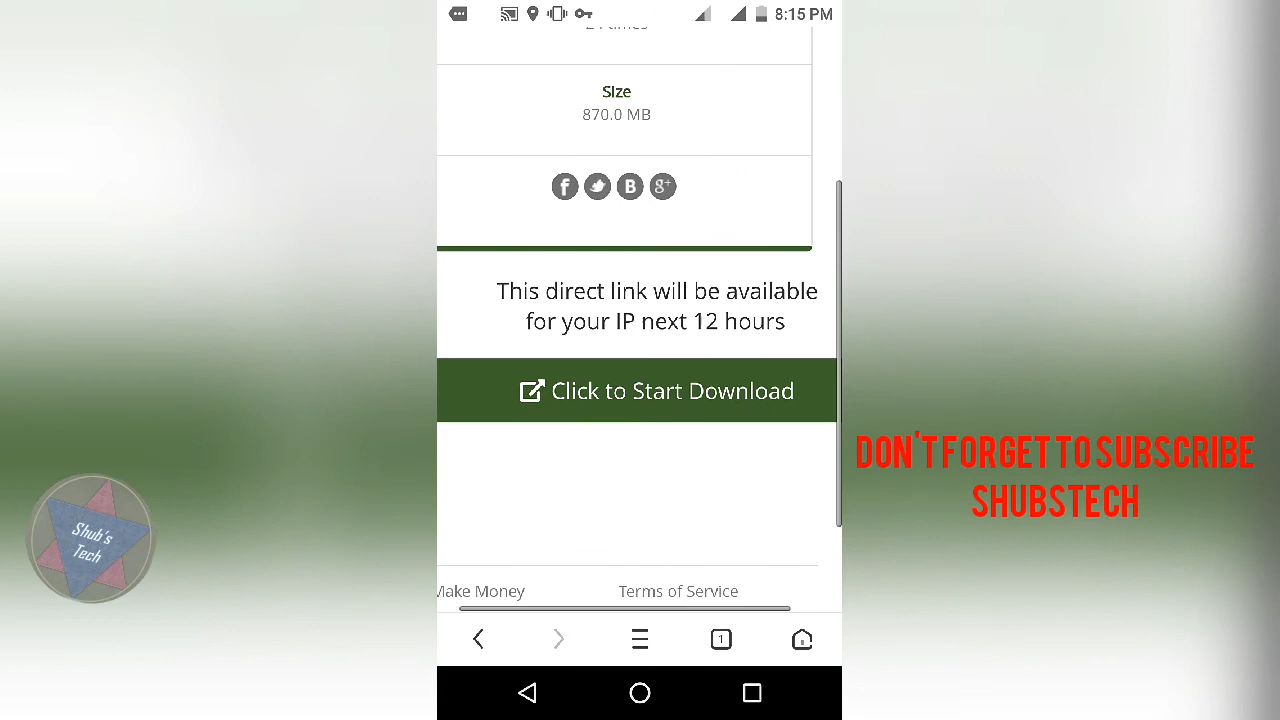 8:15 PM
Size
870.0 MB
f B g+
This direct link will be available
for your IP next 12 hours
Click to Start Download
DON'T FORGET TO SUBSCRIBE
SHUBSTECH
Shub's
Tech
Make Money Terms of Service
1